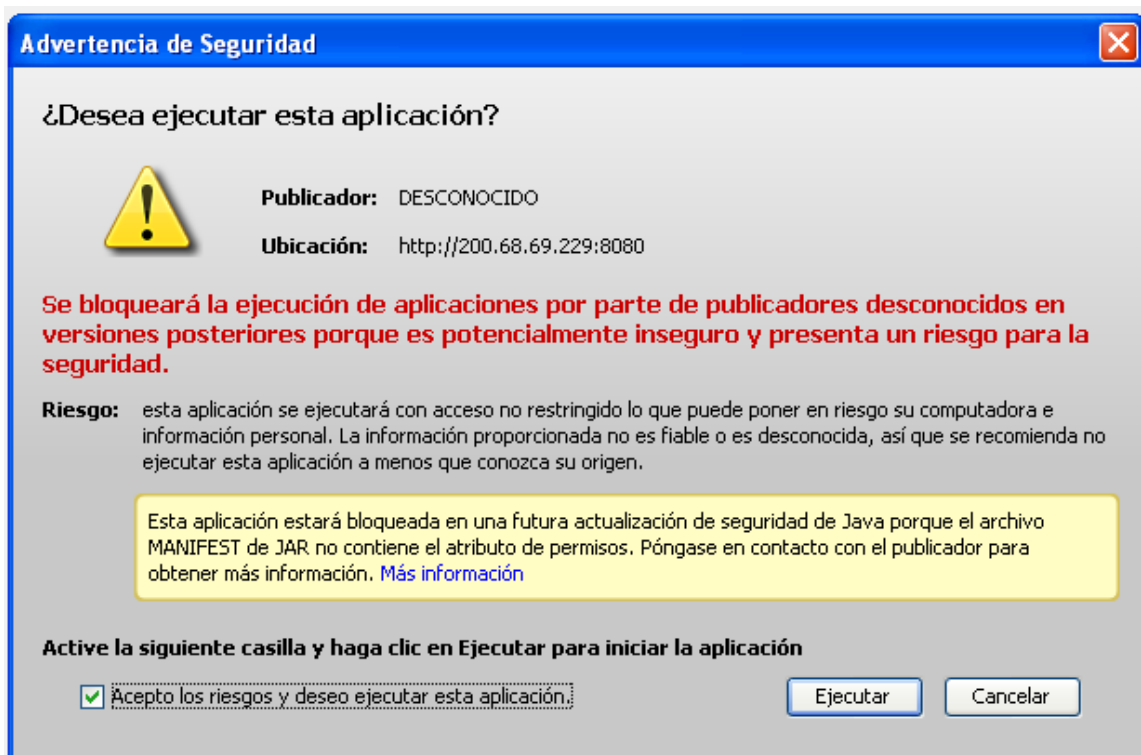 Advertencia de Seguridad
¿Desea ejecutar esta aplicación?
Publicador: DESCONOCIDO
Ubicación: http://200.68.69.229:8080
Se bloqueará la ejecución de aplicaciones por parte de publicadores desconocidos en
versiones posteriores porque es potencialmente inseguro y presenta un riesgo para la
seguridad.
Riesgo: esta aplicación se ejecutará con acceso no restringido lo que puede poner en riesgo su computadora e
información personal. La información proporcionada no es fiable o es desconocida, así que se recomienda no
ejecutar esta aplicación a menos que conozca su origen.
Esta aplicación estará bloqueada en una futura actualización de seguridad de Java porque el archivo
MANIFEST de JAR no contiene el atributo de permisos. Póngase en contacto con el publicador para
obtener más información. Más información
Active la siguiente casilla y haga clic en Ejecutar para iniciar la aplicación
Acepto los riesgos y deseo ejecutar esta aplicación. Ejecutar Cancelar